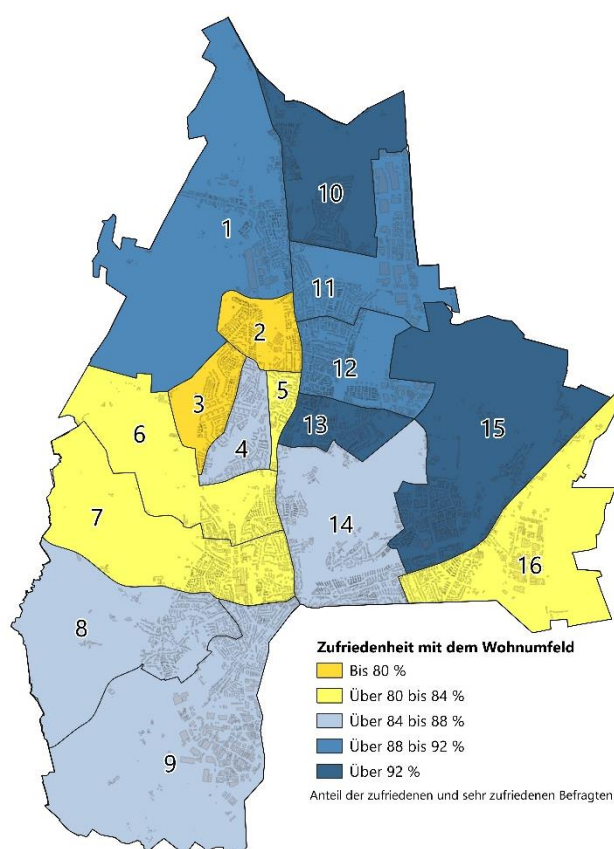 10
1
11
2
12
5
3
13
6
4
15
7
14
16
8
9
Zufriedenheit mit dem Wohnumfeld
Bis 80 %
Über 80 bis 84 %
Über 84 bis 88 %
Über 88 bis 92 %
Über 92 %
Anteil der zufriedenen und sehr zufriedenen Befragten